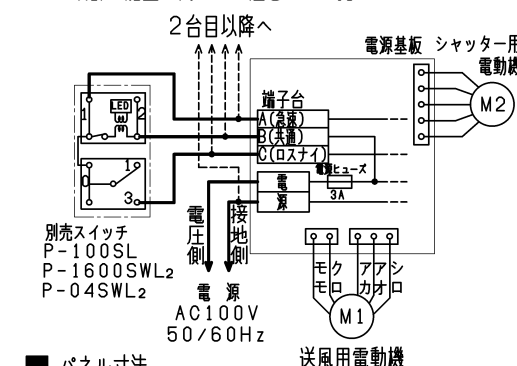 2台目以降へ
電源基板
シャッター用
電動機
M2
LED
1
2
端子台
A(急速)
B(共通)
C(ロスナイ)
電源ヒューズ
3A
電
源
0
1
3
別売スイッチ
P-100SL
P-1600SWL2
P-04SWL2
電圧側
接地側
電 源
AC100V
50/60Hz
モモ
クロ
アカ
アオ
シロ
M1
送風用電動機
■ パネル寸法